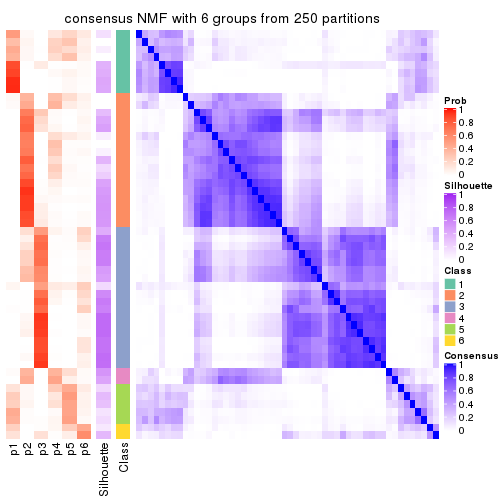 consensus NMF with 6 groups from 250 partitions
Prob
1
0.8
0.6
0.4
0.2
0
Silhouette
1
0.8
0.6
0.4
0.2
0
Class
1
2
3
4
5
6
Consensus
1
0.8
0.6
0.4
0.2
0
p1
p2
p3
p4
p5
p6
Silhouette
Class